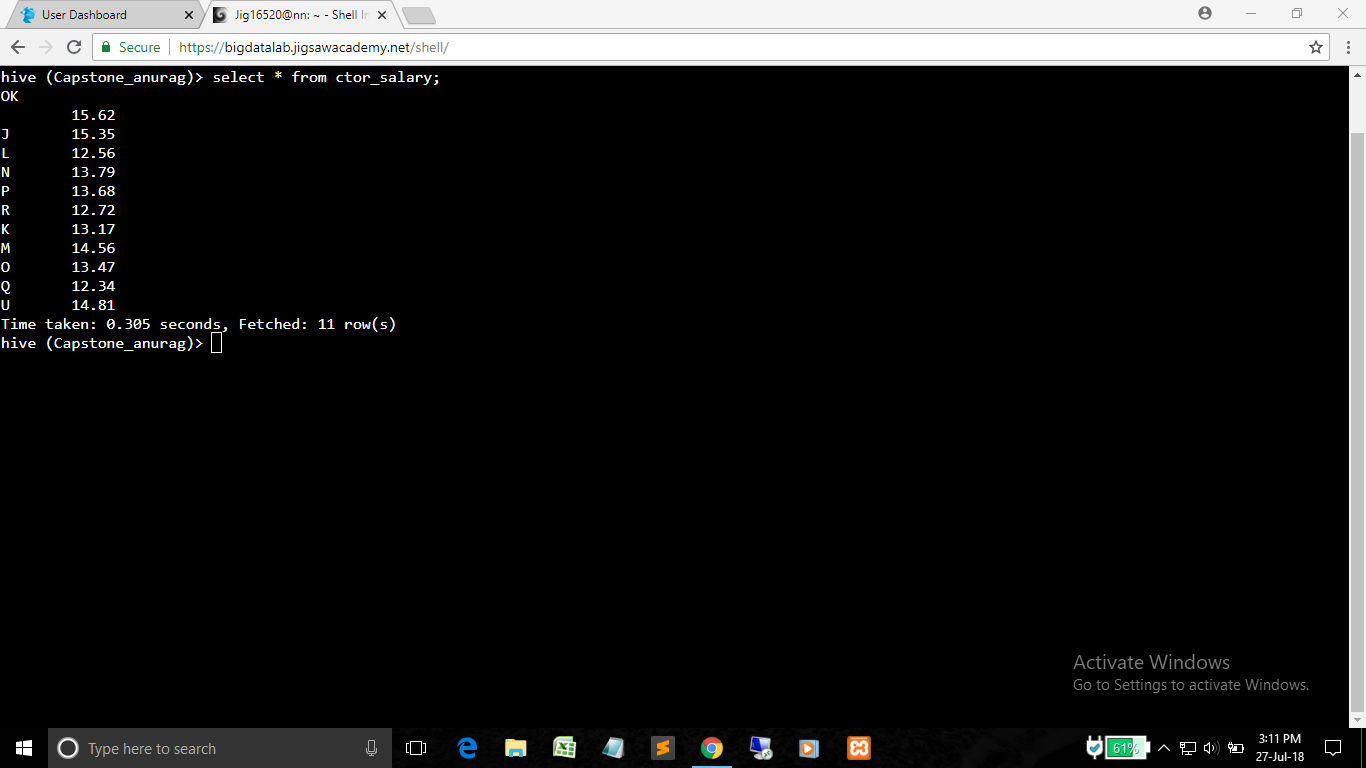 User Dashboard
Jig16520@nn: ~ - Shell In
Secure https://bigdatalab.jigsawacademy.net/shell/
hive (Capstone_anurag)> select * from ctor_salary;
OK
15.62
J 15.35
L 12.56
N 13.79
P 13.68
R 12.72
K 13.17
M 14.56
O 13.47
Q 12.34
U 14.81
Time taken: 0.305 seconds, Fetched: 11 row(s)
hive (Capstone_anurag)>
Activate Windows
Go to Settings to activate Windows.
Type here to search
61%
3:11 PM
27-Jul-18